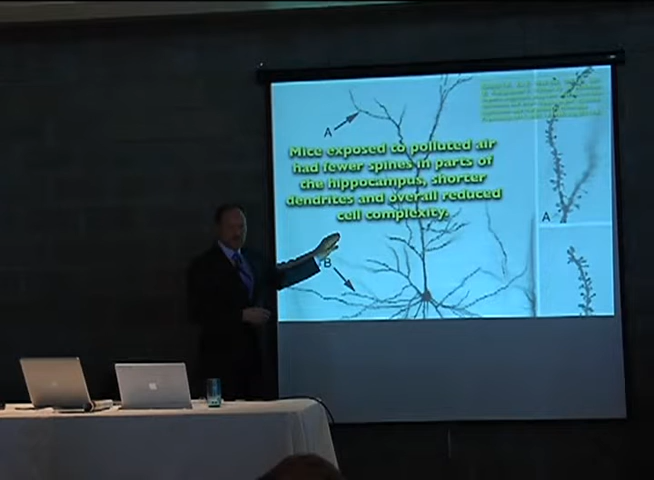 A
Mice exposed to polluted air
had fewer spines in parts of
the hippocampus, shorter
dendrites and overall reduced
cell complexity.
A
B